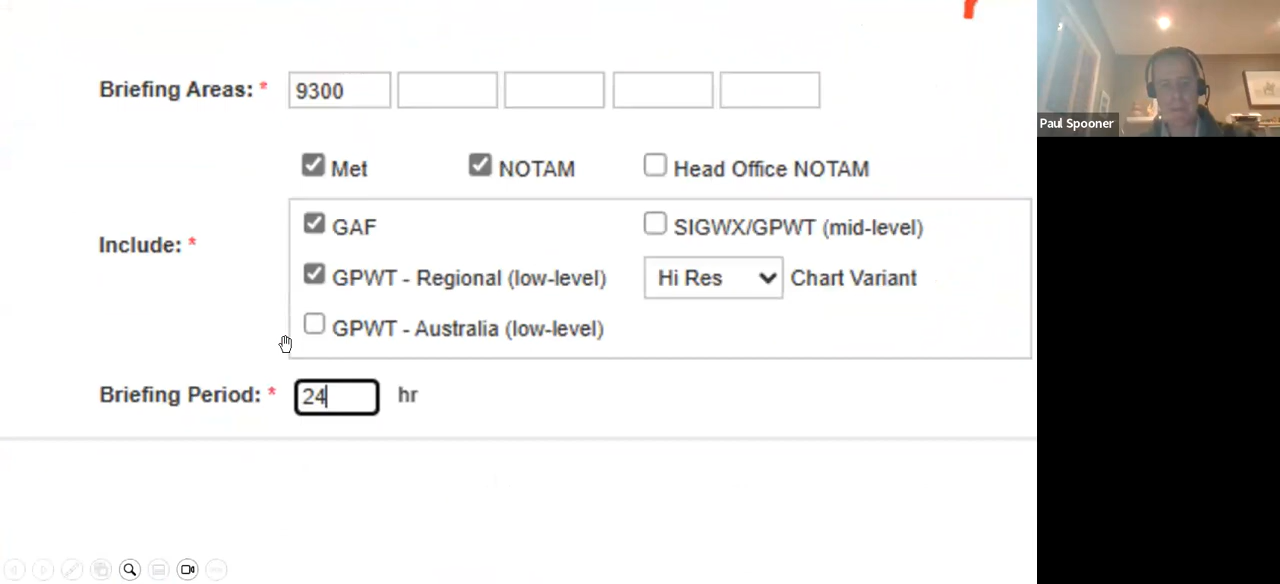 Briefing Areas: * 9300
Met NOTAM Head Office NOTAM
Include: *
GAF SIGWX/GPWT (mid-level)
GPWT - Regional (low-level) Hi Res Chart Variant
GPWT - Australia (low-level)
Briefing Period: * 24 hr
Paul Spooner